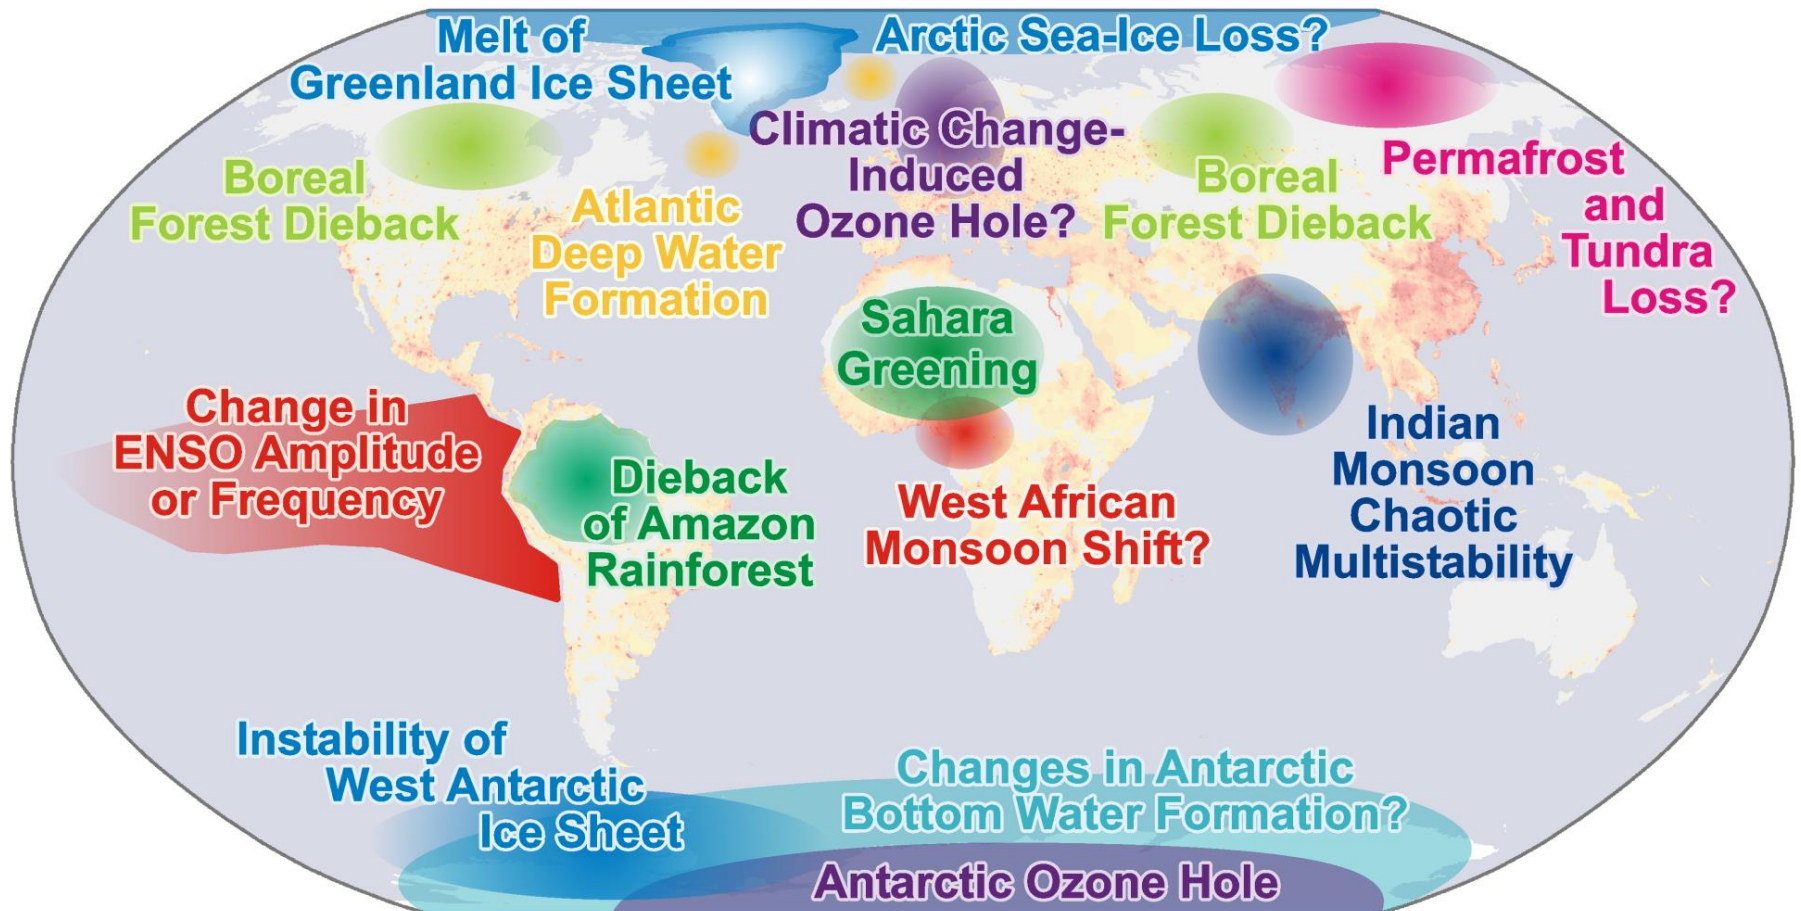 Melt of
Greenland Ice Sheet
Arctic Sea-Ice Loss?
Climatic Change-
Induced
Ozone Hole?
Boreal
Forest Dieback
Atlantic
Deep Water
Formation
Boreal
Forest Dieback
Permafrost
and
Tundra
Loss?
Sahara
Greening
Change in
ENSO Amplitude
or Frequency
Dieback
of Amazon
Rainforest
West African
Monsoon Shift?
Indian
Monsoon
Chaotic
Multistability
Instability of
West Antarctic
Ice Sheet
Changes in Antarctic
Bottom Water Formation?
Antarctic Ozone Hole